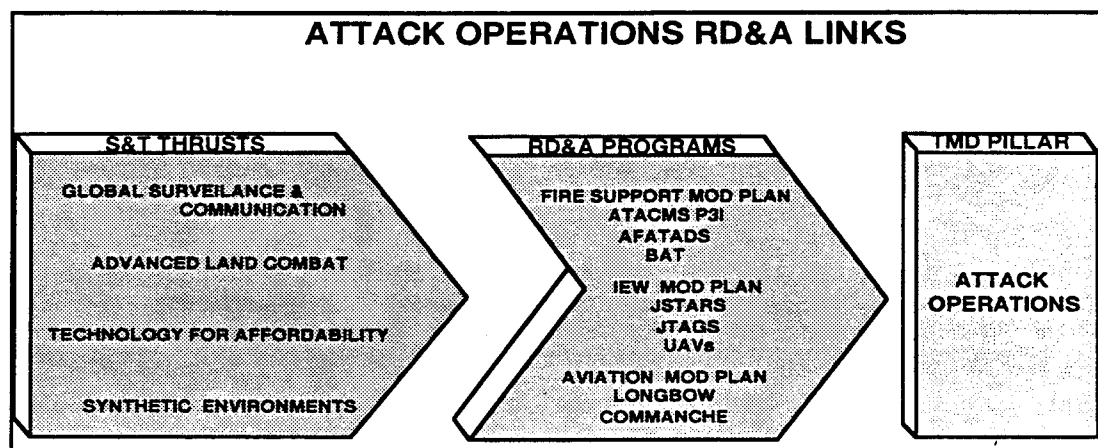 ATTACK OPERATIONS RD&A LINKS
S&T THRUSTS
GLOBAL SURVEILANCE &
COMMUNICATION
ADVANCED LAND COMBAT
TECHNOLOGY FOR AFFORDABILITY
SYNTHETIC ENVIRONMENTS
RD&A PROGRAMS
FIRE SUPPORT MOD PLAN
ATACMS P3I
AFATADS
BAT
IEW MOD PLAN
JSTARS
JTAGS
UAVs
AVIATION MOD PLAN
LONGBOW
COMMANCHE
TMD PILLAR
ATTACK
OPERATIONS